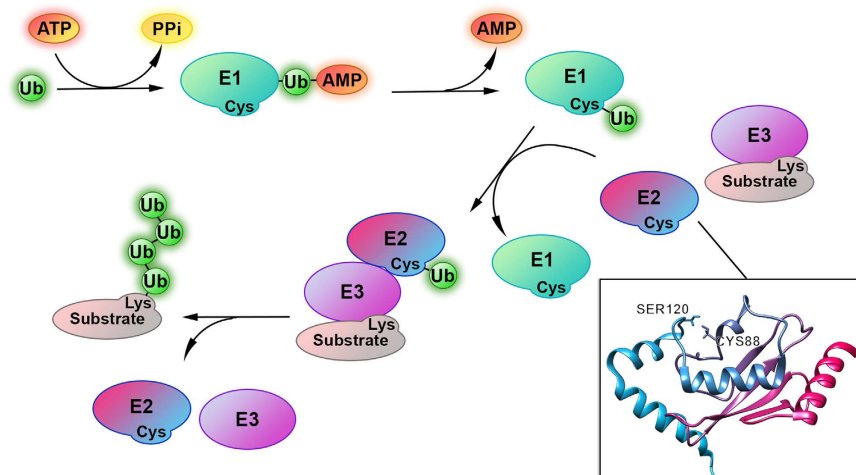 ATP
PPi
Ub
E1
Cys
Ub
AMP
AMP
E1
Cys
Ub
E3
Lys
Substrate
E2
Cys
E1
Cys
E2
Cys
Ub
E3
Lys
Substrate
Ub
Ub
Ub
Ub
Lys
Substrate
E2
Cys
E3
SER120
CYS88